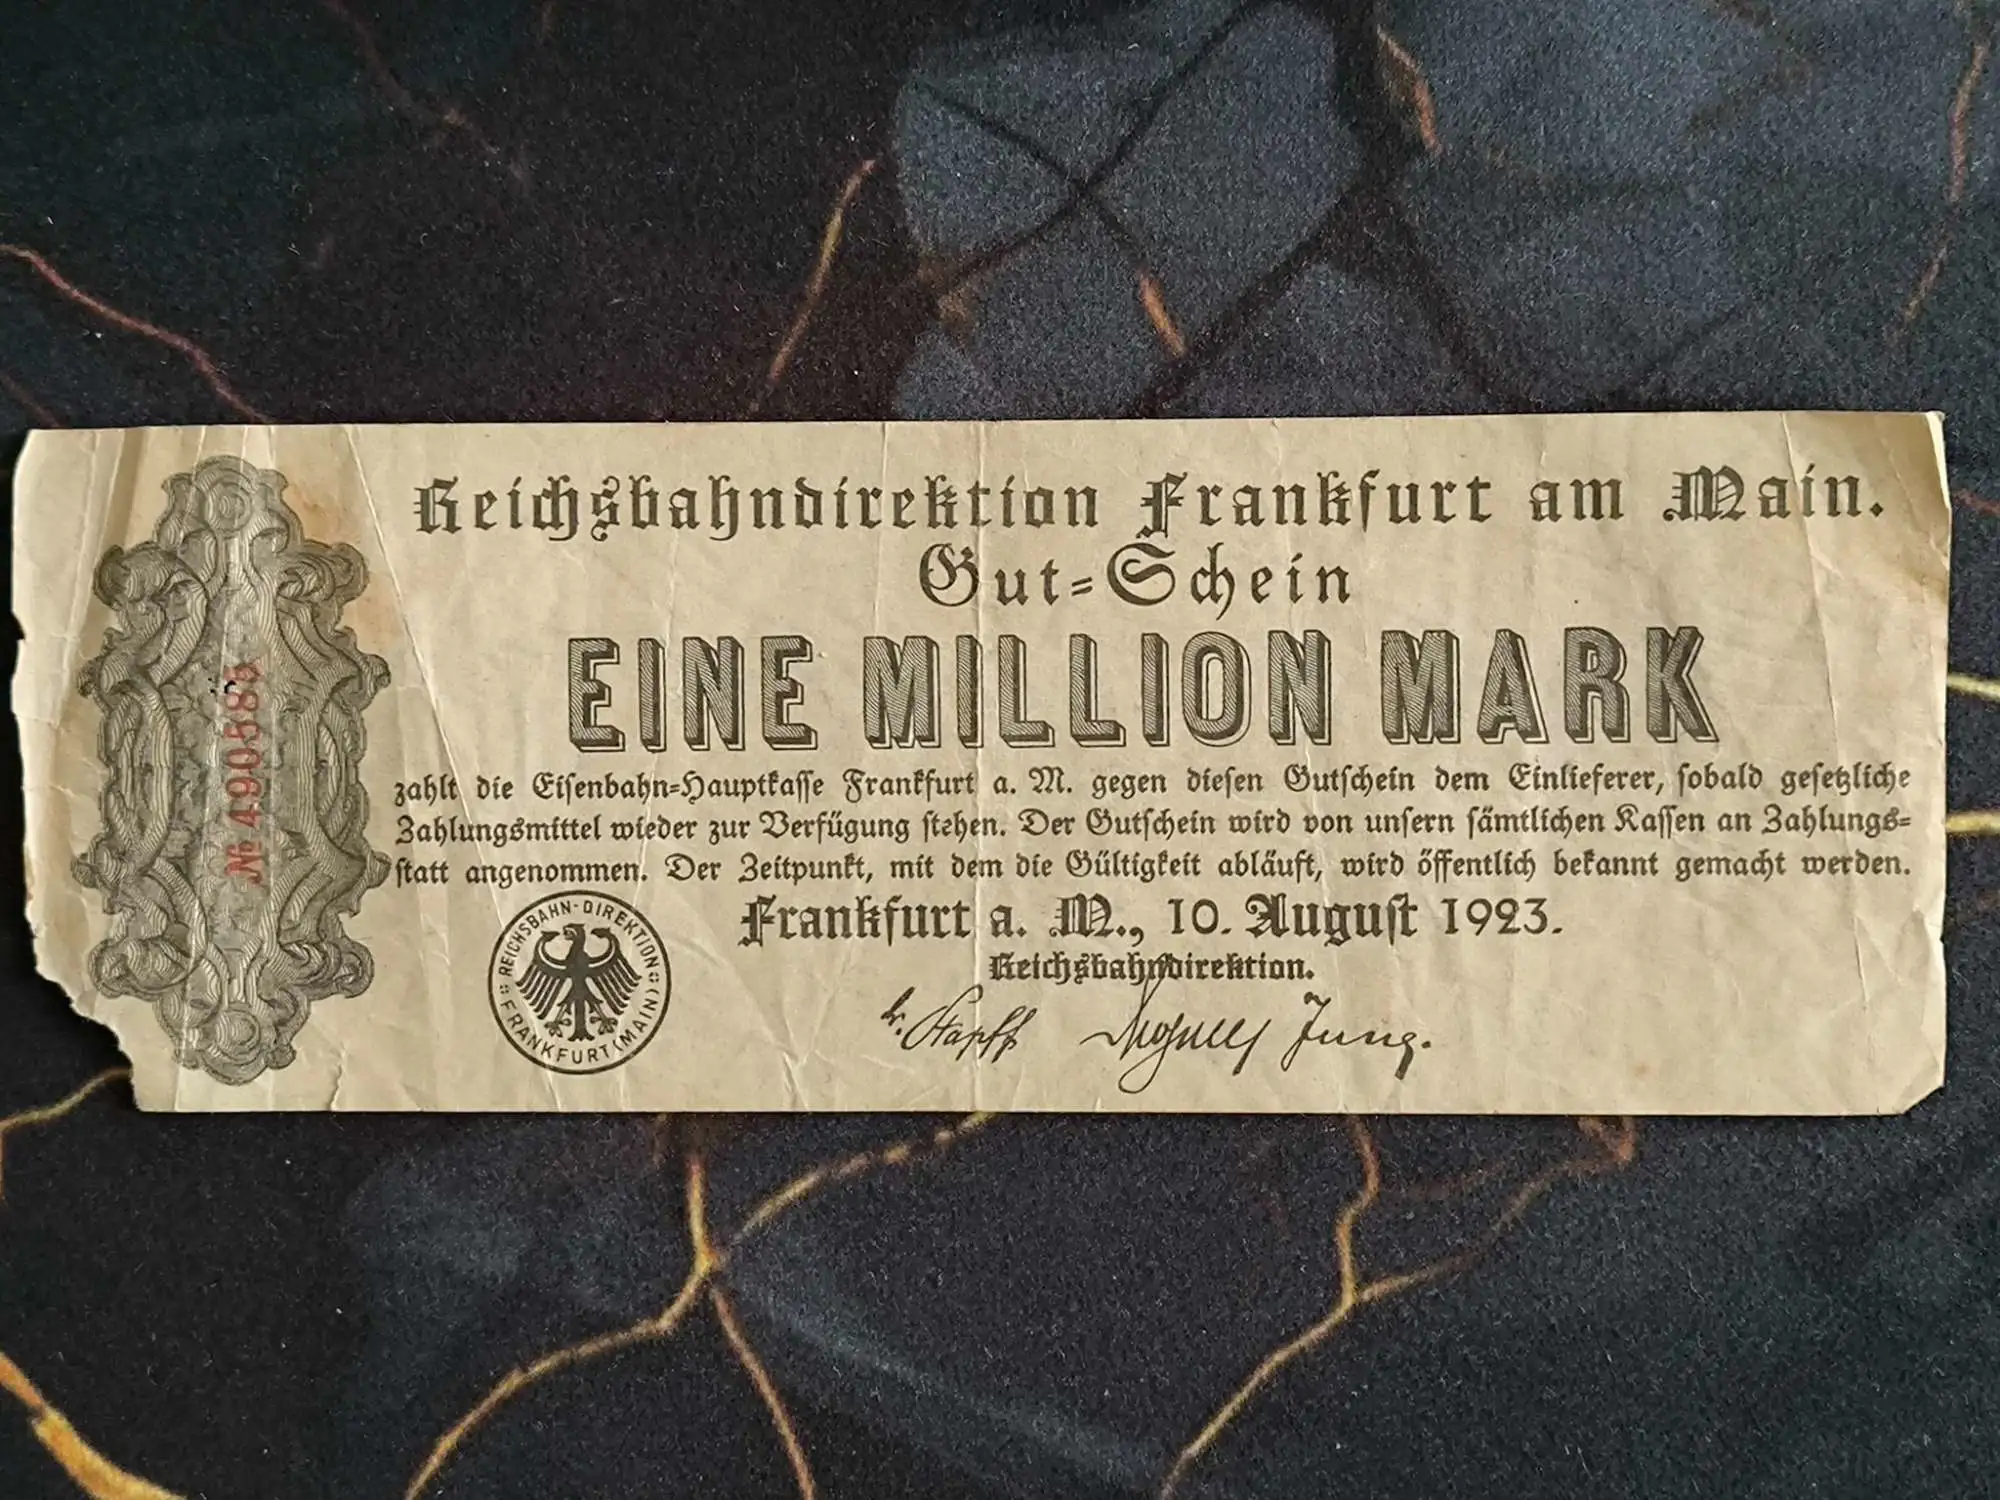 Reichsbahndirektion Frankfurt am Main.
Gut=Schein
EINE MILLION MARK
zahlt die Eisenbahn=Hauptkasse Frankfurt a. M. gegen diesen Gutschein dem Einlieferer, sobald gesetzliche
Zahlungsmittel wieder zur Verfügung stehen. Der Gutschein wird von unsern sämtlichen Kassen an Zahlungs=
statt angenommen. Der Zeitpunkt, mit dem die Gültigkeit abläuft, wird öffentlich bekannt gemacht werden.
Frankfurt a. M., 10. August 1923.
Reichsbahndirektion.
Jung.
REICHSBAHN-DIREKTION
FRANKFURT (MAIN)
№ 490580